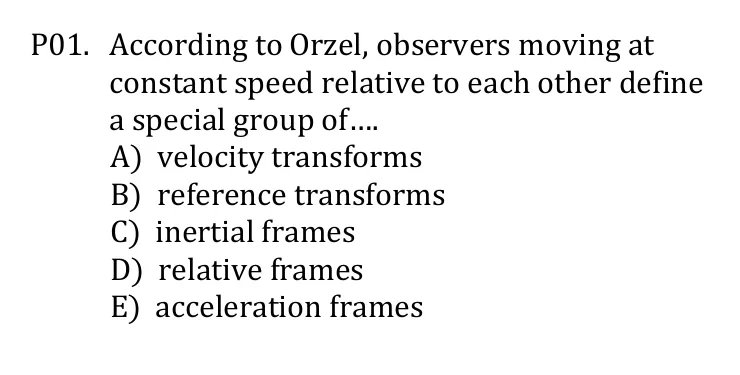 P01. According to Orzel, observers moving at
constant speed relative to each other define
a special group of....
A) velocity transforms
B) reference transforms
C) inertial frames
D) relative frames
E) acceleration frames